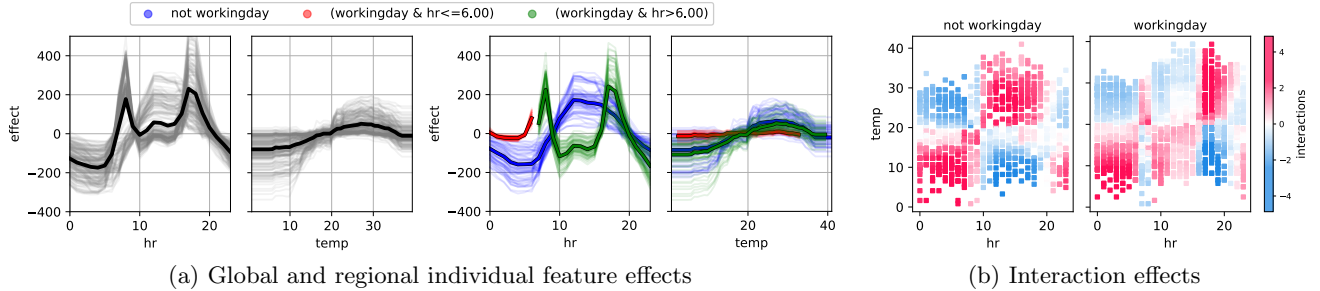 not workingday (workingday & hr<=6.00) (workingday & hr>6.00)
effect
400
200
0
−200
−400
0 10 20
hr
10 20 30
temp
effect
400
200
0
−200
−400
0 10 20
hr
20 40
temp
(a) Global and regional individual feature effects
not workingday
workingday
temp
40
30
20
10
0
0 10 20
hr
0 10 20
hr
4
2
0
−2
−4
interactions
(b) Interaction effects